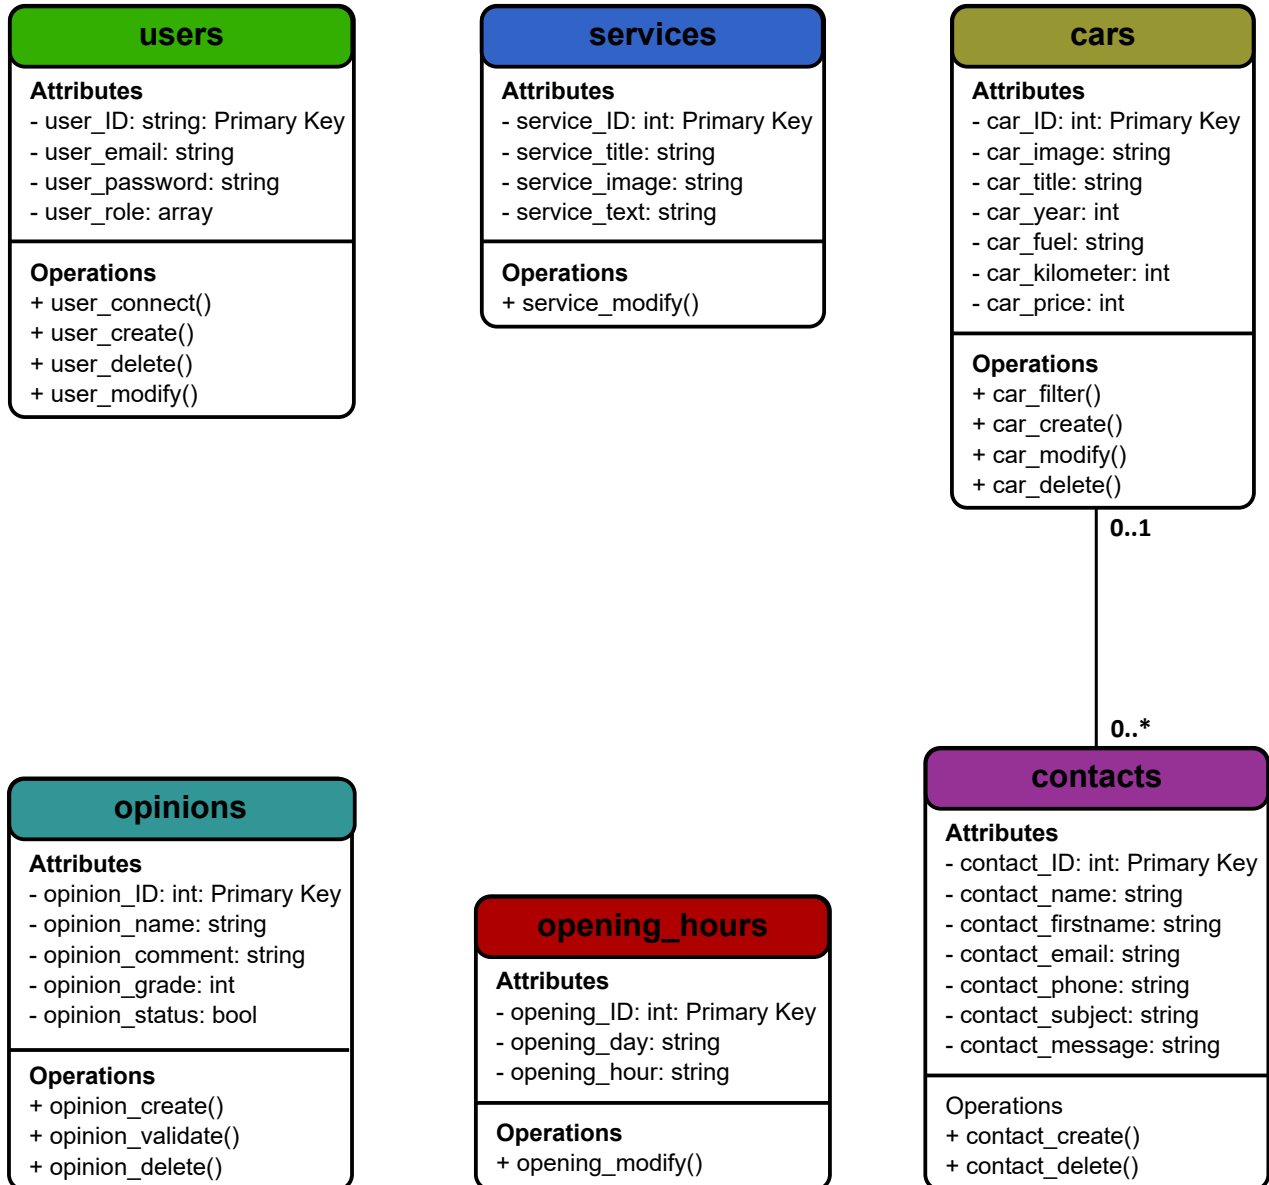 users
Attributes
- user_ID: string: Primary Key
- user_email: string
- user_password: string
- user_role: array
Operations
+ user_connect()
+ user_create()
+ user_delete()
+ user_modify()
services
Attributes
- service_ID: int: Primary Key
- service_title: string
- service_image: string
- service_text: string
Operations
+ service_modify()
cars
Attributes
- car_ID: int: Primary Key
- car_image: string
- car_title: string
- car_year: int
- car_fuel: string
- car_kilometer: int
- car_price: int
Operations
+ car_filter()
+ car_create()
+ car_modify()
+ car_delete()
0..1
0..*
opinions
Attributes
- opinion_ID: int: Primary Key
- opinion_name: string
- opinion_comment: string
- opinion_grade: int
- opinion_status: bool
Operations
+ opinion_create()
+ opinion_validate()
+ opinion_delete()
opening_hours
Attributes
- opening_ID: int: Primary Key
- opening_day: string
- opening_hour: string
Operations
+ opening_modify()
contacts
Attributes
- contact_ID: int: Primary Key
- contact_name: string
- contact_firstname: string
- contact_email: string
- contact_phone: string
- contact_subject: string
- contact_message: string
Operations
+ contact_create()
+ contact_delete()